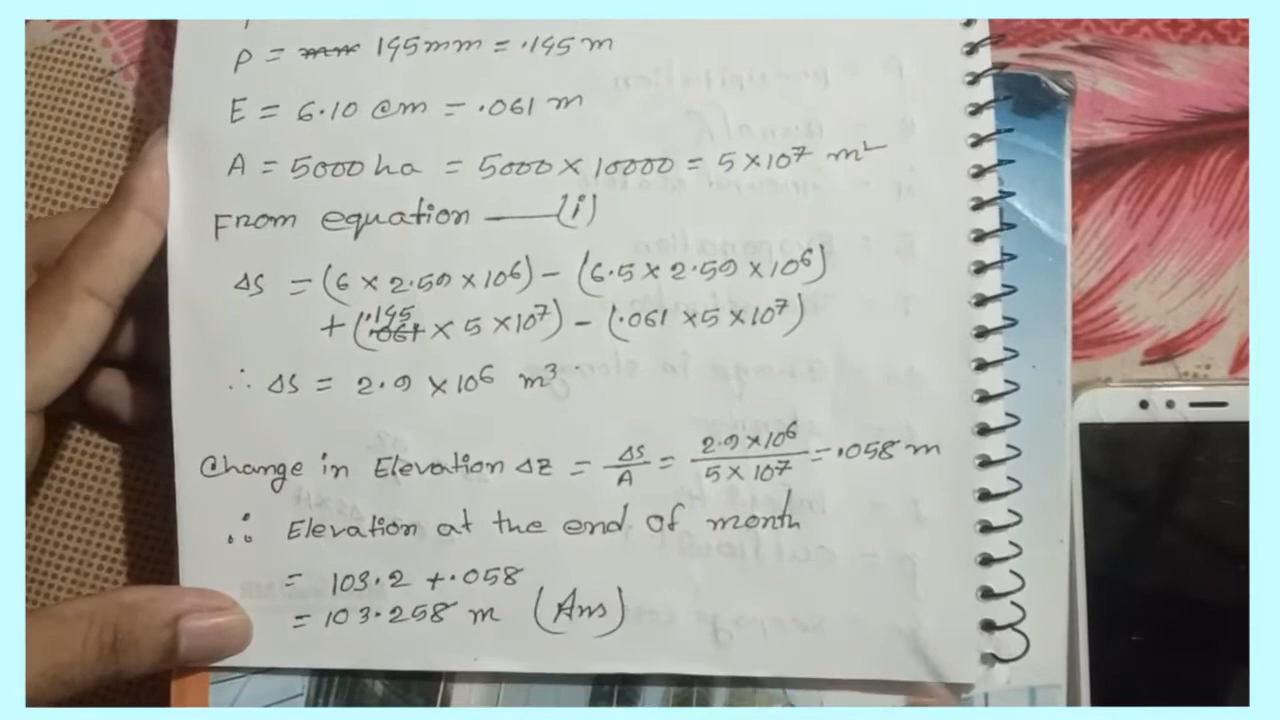 P = 195mm = .195 m
E = 6.10 cm = .061 m
A = 5000 ha = 5000 × 10000 = 5×10⁷ m²
From equation —(i)
ΔS = (6 × 2.59 × 10⁶) – (6.5 × 2.59 × 10⁶)
+ (.195 × 5 × 10⁷) – (.061 × 5 × 10⁷)
∴ ΔS = 2.9 × 10⁶ m³
Change in Elevation ΔZ = ΔS/A = 2.9 × 10⁶ / 5 × 10⁷ = .058 m
∴ Elevation at the end of month
= 103.2 + .058
= 103.258 m (Ans)